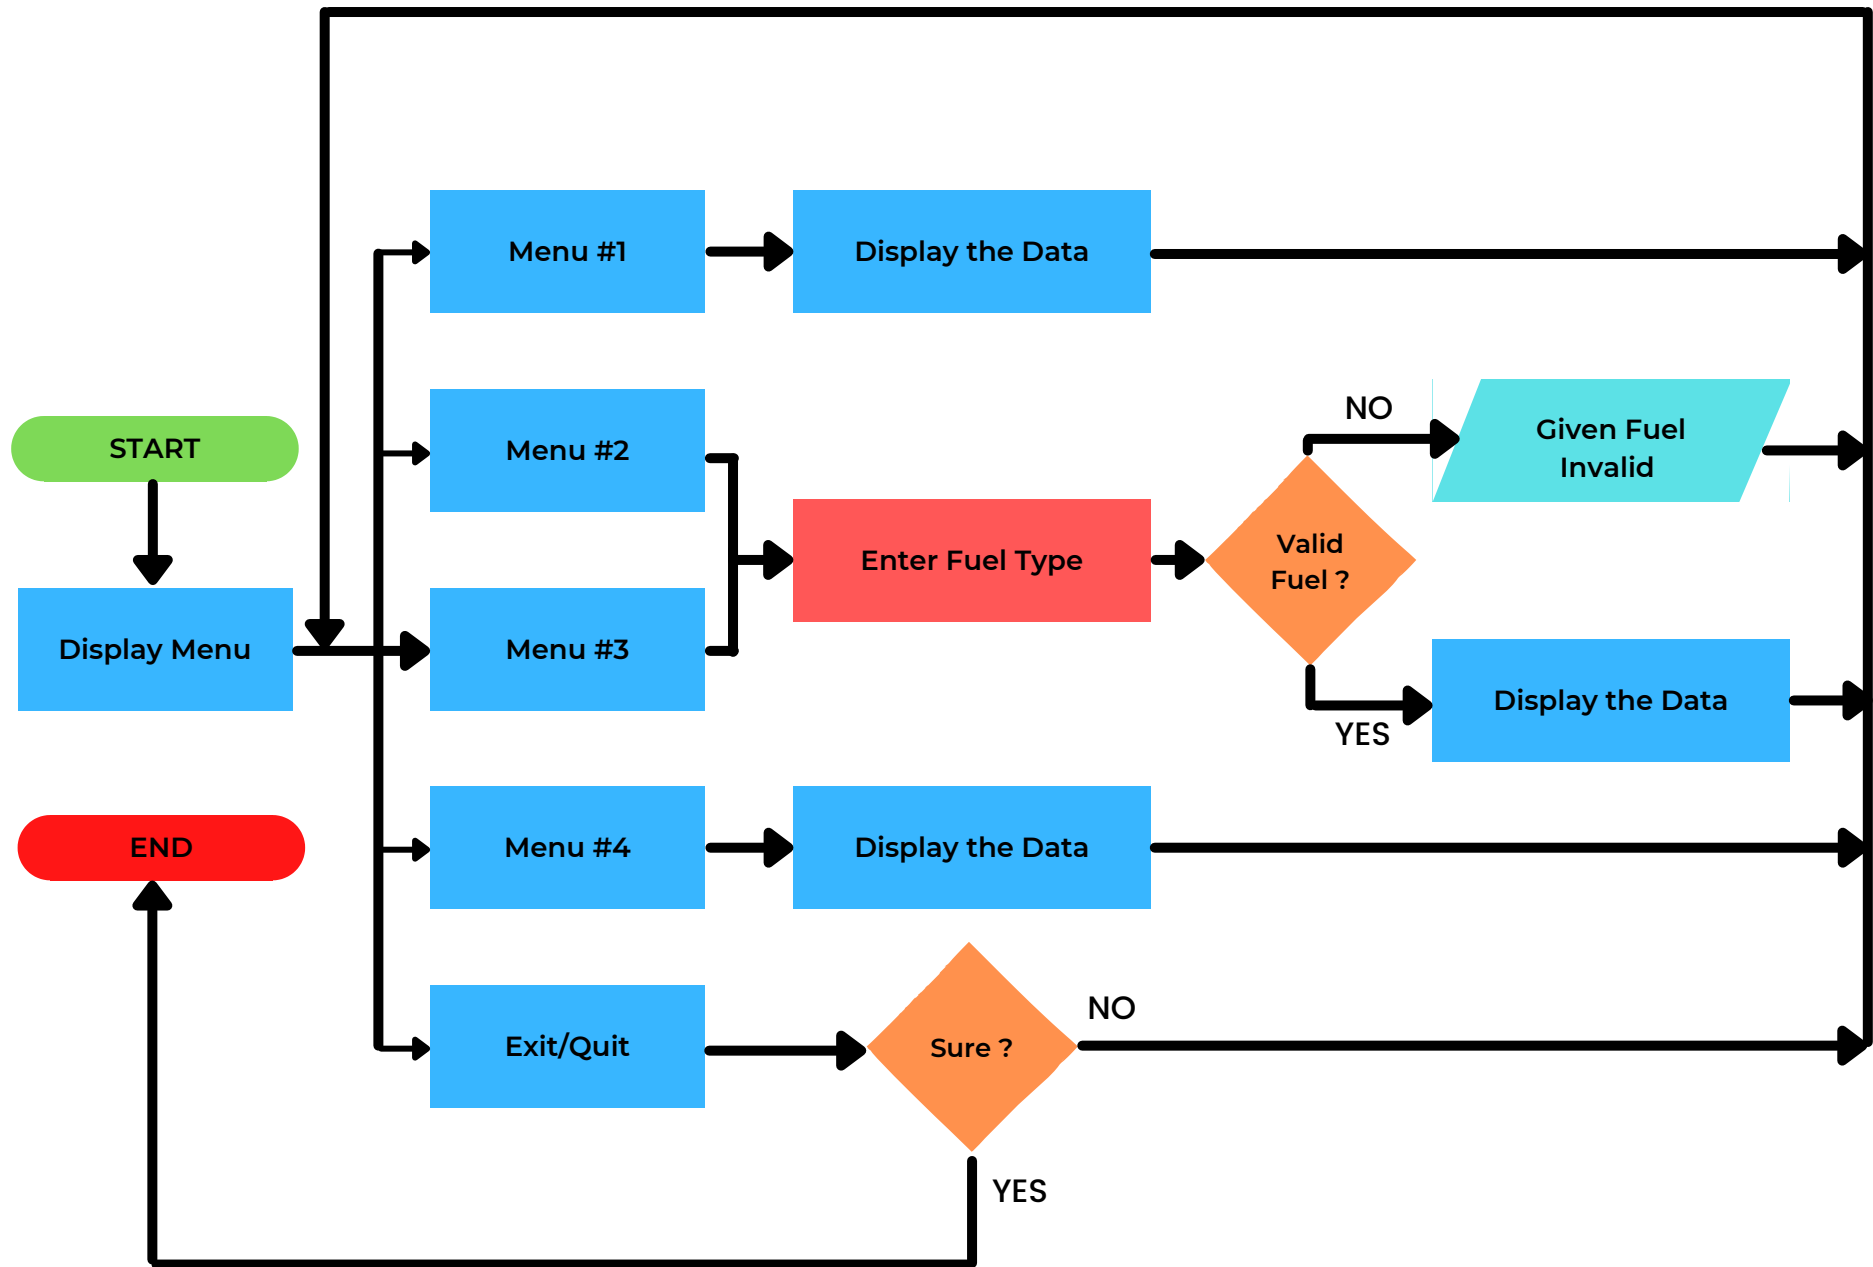 Menu #1
Display the Data
START
Menu #2
NO
Given Fuel
Invalid
Enter Fuel Type
Valid
Fuel ?
Display Menu
Menu #3
Display the Data
YES
END
Menu #4
Display the Data
Exit/Quit
Sure ?
NO
YES